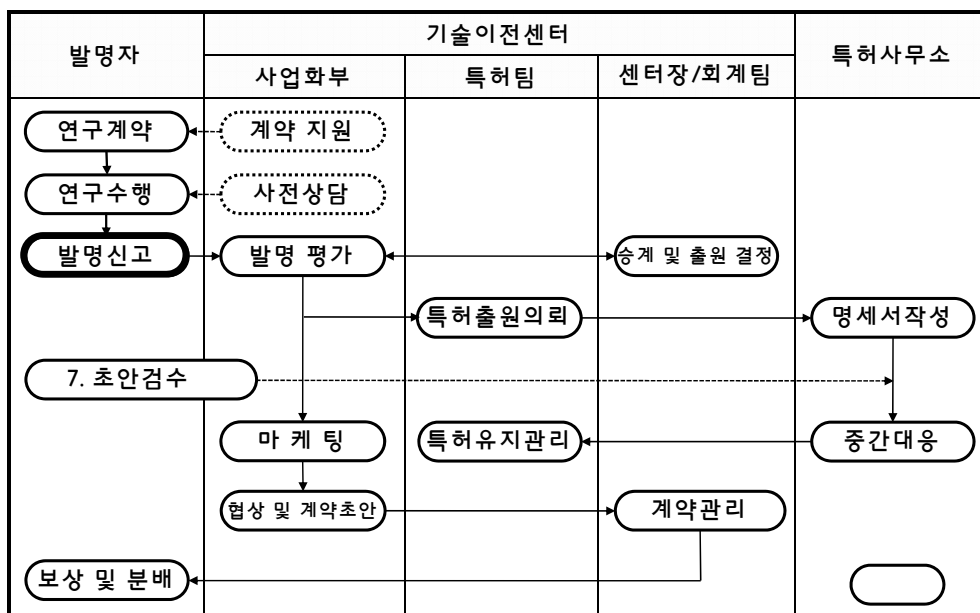 발명자
기술이전센터
특허사무소
사업화부
특허팀
센터장/회계팀
연구계약
계약 지원
연구수행
사전상담
발명신고
발명 평가
승계 및 출원 결정
특허출원의뢰
명세서작성
7. 초안검수
마 케 팅
특허유지관리
중간대응
협상 및 계약초안
계약관리
보상 및 분배